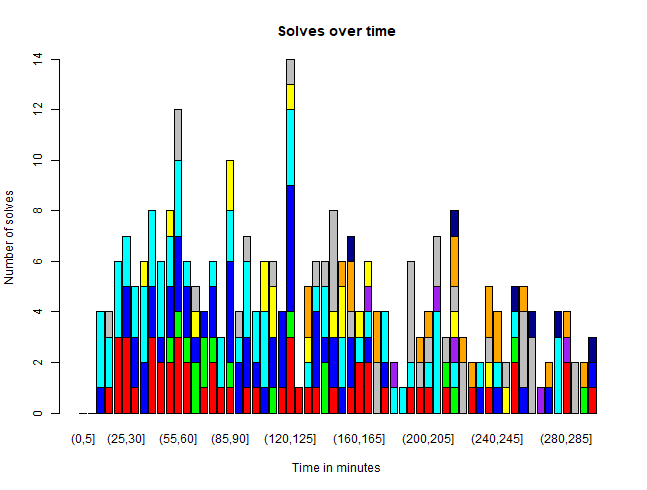 Solves over time
Number of solves
14
12
10
8
6
4
2
0
(0,5] (25,30] (55,60] (85,90] (120,125] (160,165] (200,205] (240,245] (280,285]
Time in minutes